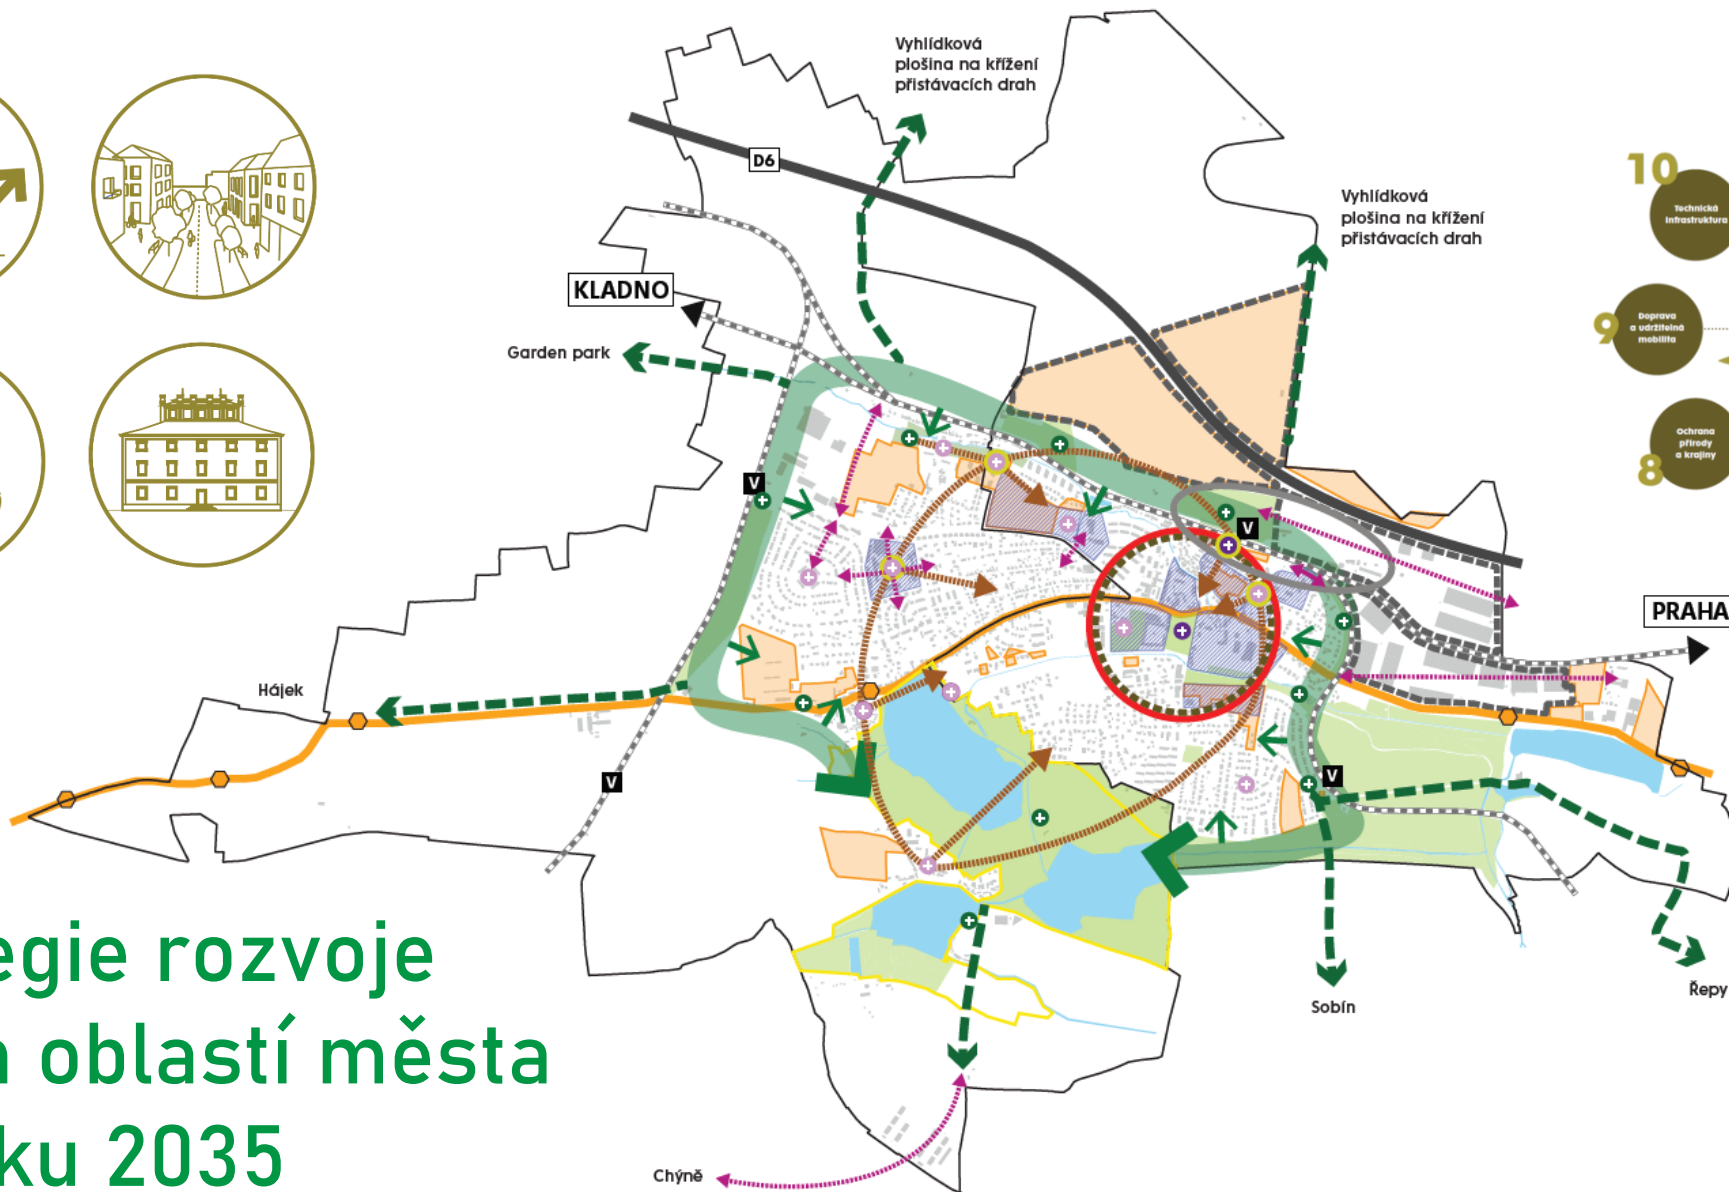 Vyhlídková
plošina na křížení
přistávacích drah
D6
Vyhlídková
plošina na křížení
přistávacích drah
10
Technická
infrastruktura
KLADNO
Garden park
9
Doprava
a udržitelná
mobilita
8
Ochrana
přírody
a krajiny
V
V
PRAHA
Hájek
V
V
egie rozvoje
oblastí města
ku 2035
Sobín
Řepy
Chýně